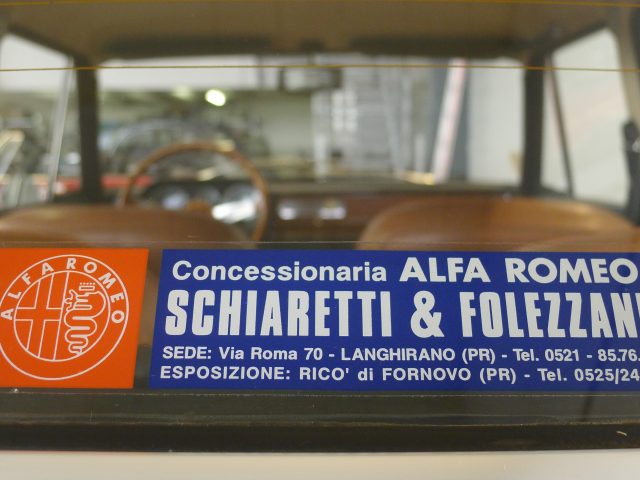 ALFA ROMEO
Concessionaria ALFA ROMEO
SCHIARETTI & FOLEZZAN
SEDE: Via Roma 70 - LANGHIRANO (PR) - Tel. 0521 - 85.76.
ESPOSIZIONE: RICO' di FORNOVO (PR) - Tel. 0525/24